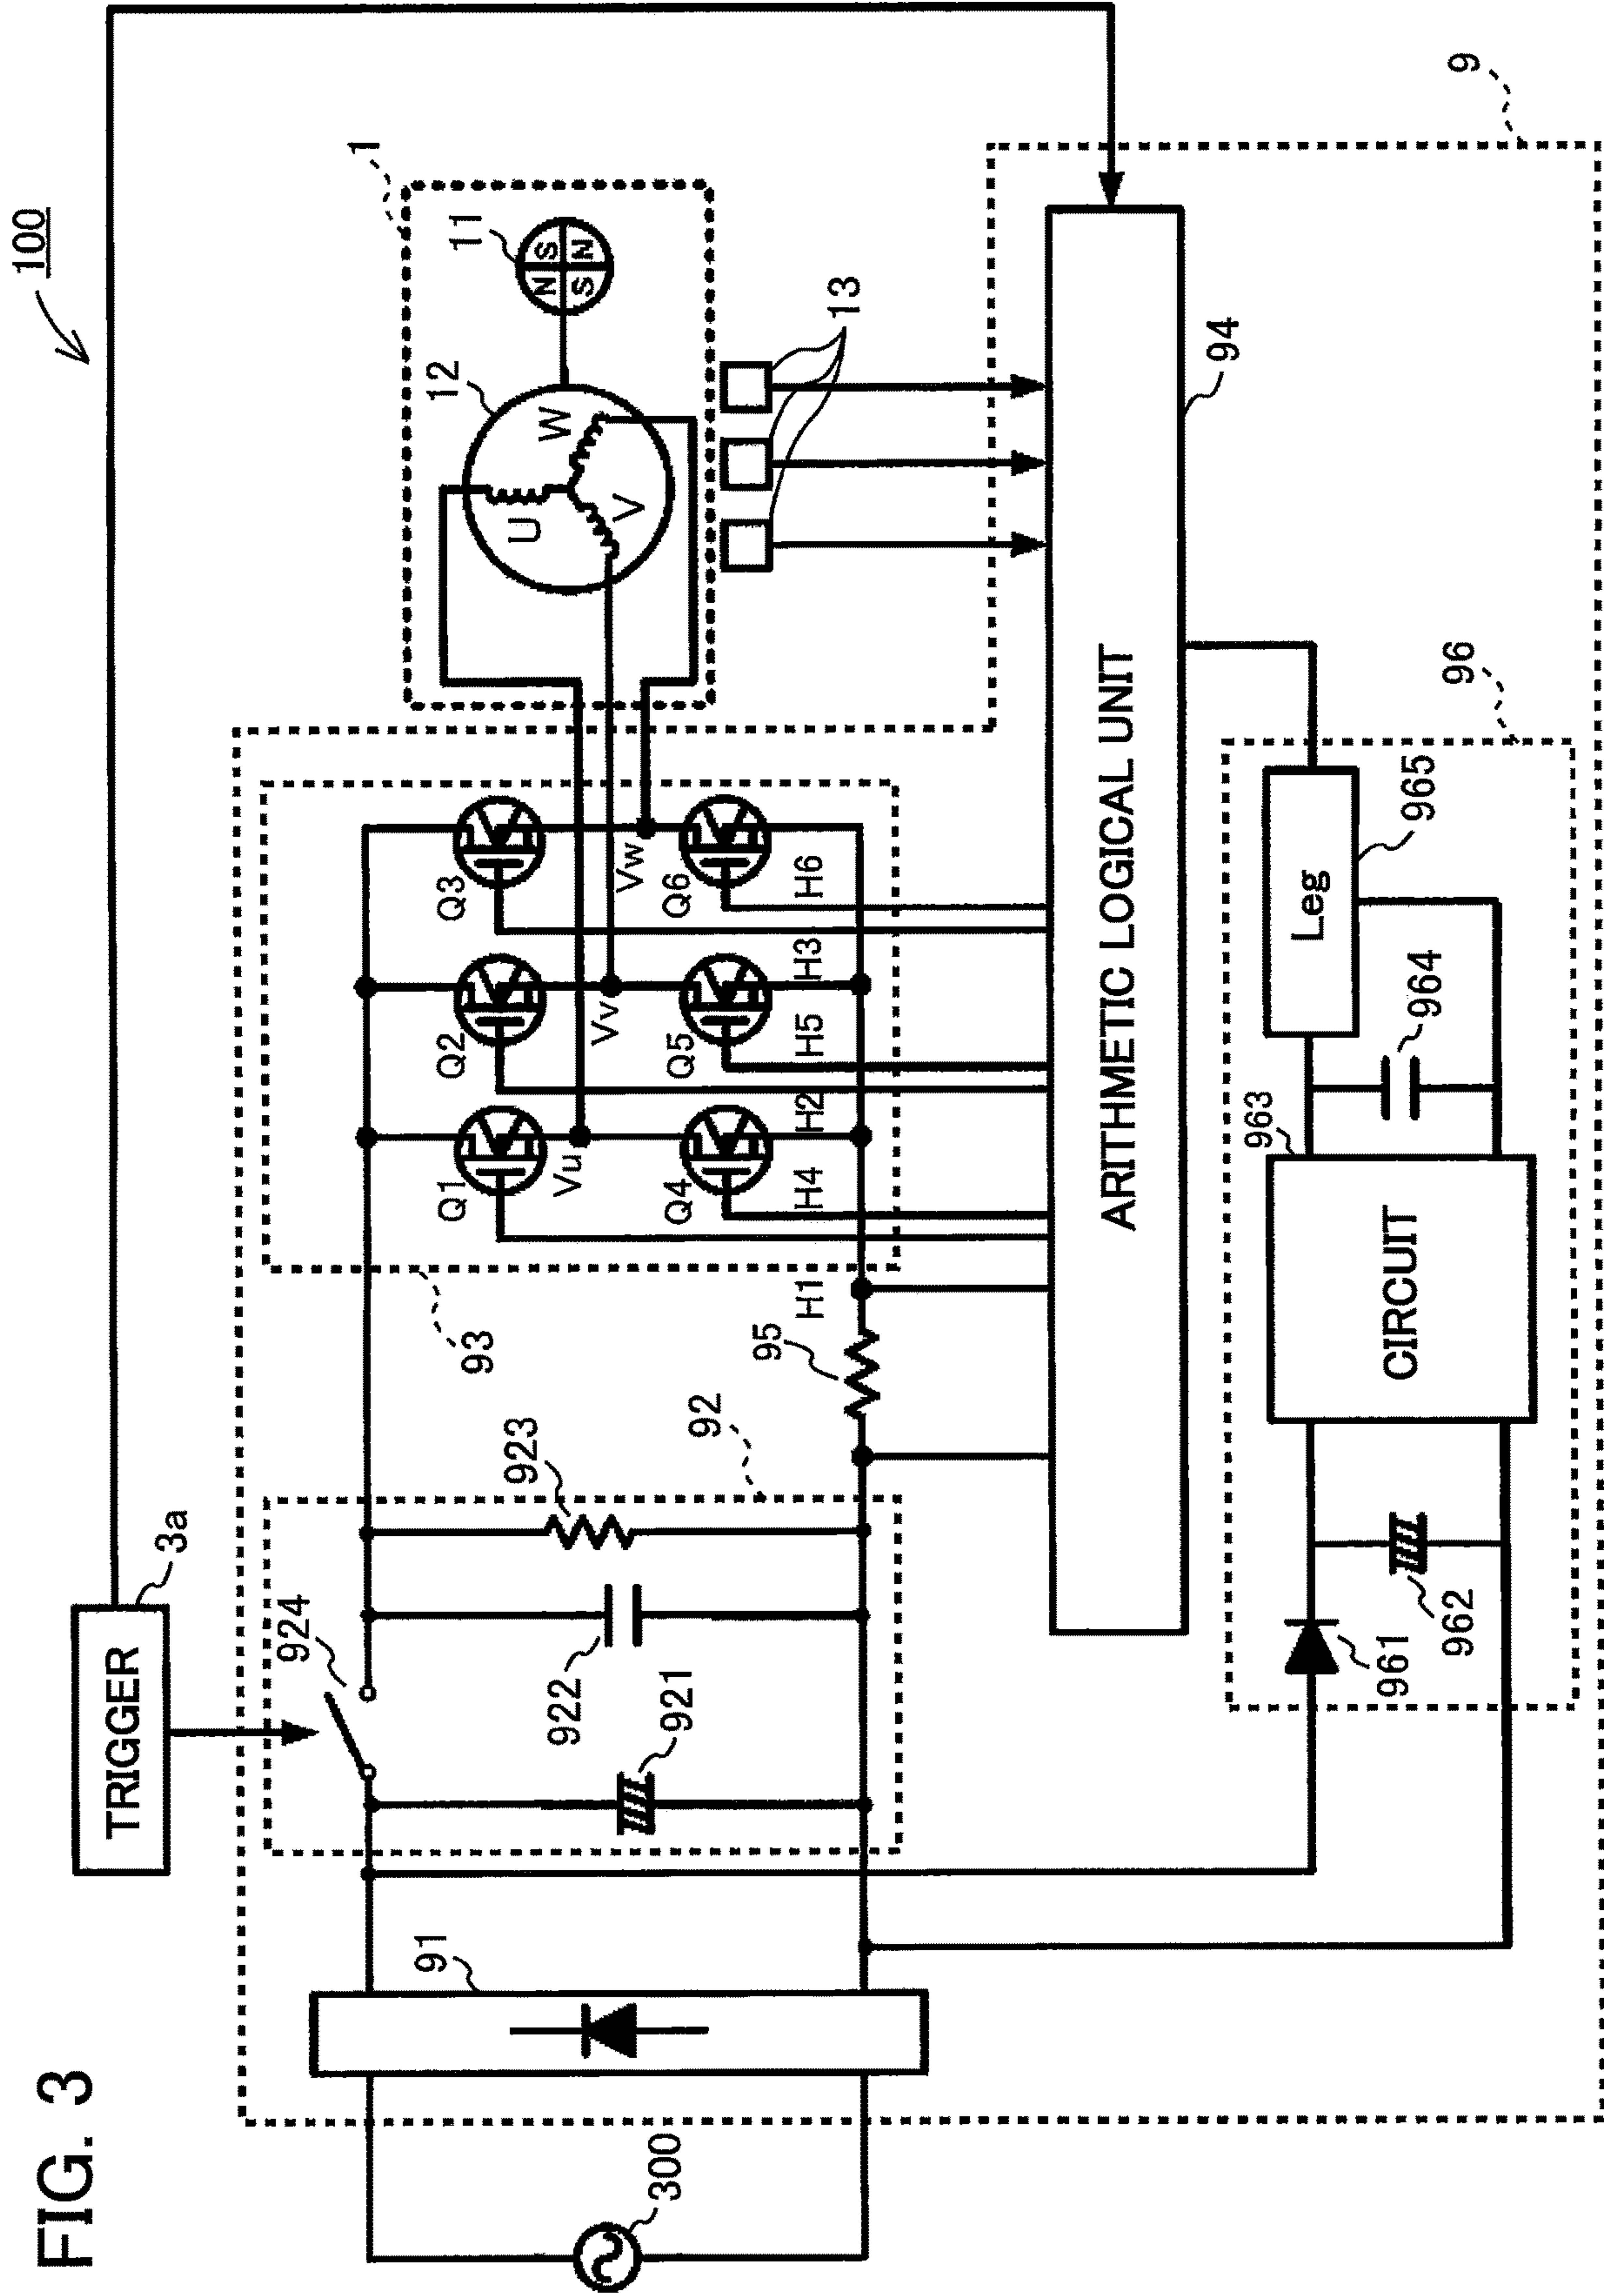 FIG. 3
100
TRIGGER
3a
1
11
N
S
S
N
12
U
V
W
13
9
924
923
922
921
92
93
Q1
Q2
Q3
Vu
Vv
Vw
Q4
Q5
Q6
H1
H4
H2
H5
H3
H6
95
91
300
ARITHMETIC LOGICAL UNIT
94
96
961
962
963
CIRCUIT
964
Leg
965